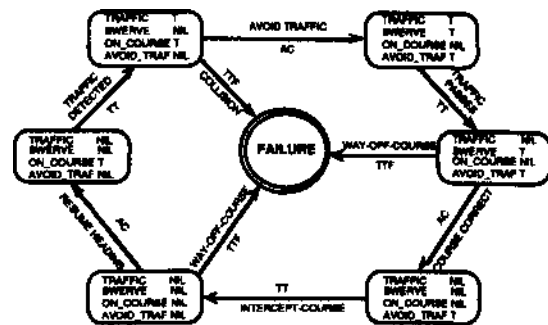 TRAFFIC T
SWERVE NIL
ON_COURSE T
AVOID_TRAF NIL
AVOID TRAFFIC
AC
TRAFFIC T
SWERVE T
ON_COURSE NIL
AVOID_TRAF T
TRAFFIC DETECTED
TT
TTF
COLLISION
TRAFFIC PASSES
TT
TRAFFIC NIL
SWERVE NIL
ON_COURSE T
AVOID_TRAF NIL
FAILURE
WAY-OFF-COURSE
TTF
TRAFFIC NIL
SWERVE T
ON_COURSE NIL
AVOID_TRAF T
AC
RESUME HEADING
WAY-OFF-COURSE
TTF
AC
COURSE CORRECT
TRAFFIC NIL
SWERVE NIL
ON_COURSE NIL
AVOID_TRAF NIL
TT
INTERCEPT-COURSE
TRAFFIC NIL
SWERVE NIL
ON_COURSE NIL
AVOID_TRAF T